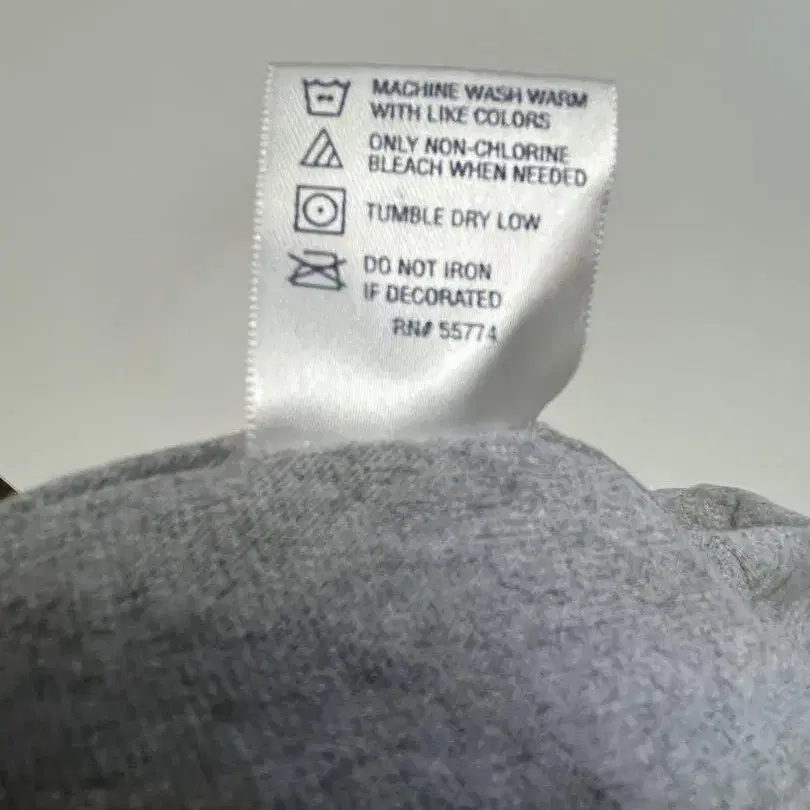 MACHINE WASH WARM
WITH LIKE COLORS
ONLY NON-CHLORINE
BLEACH WHEN NEEDED
TUMBLE DRY LOW
DO NOT IRON
IF DECORATED
RN# 55774